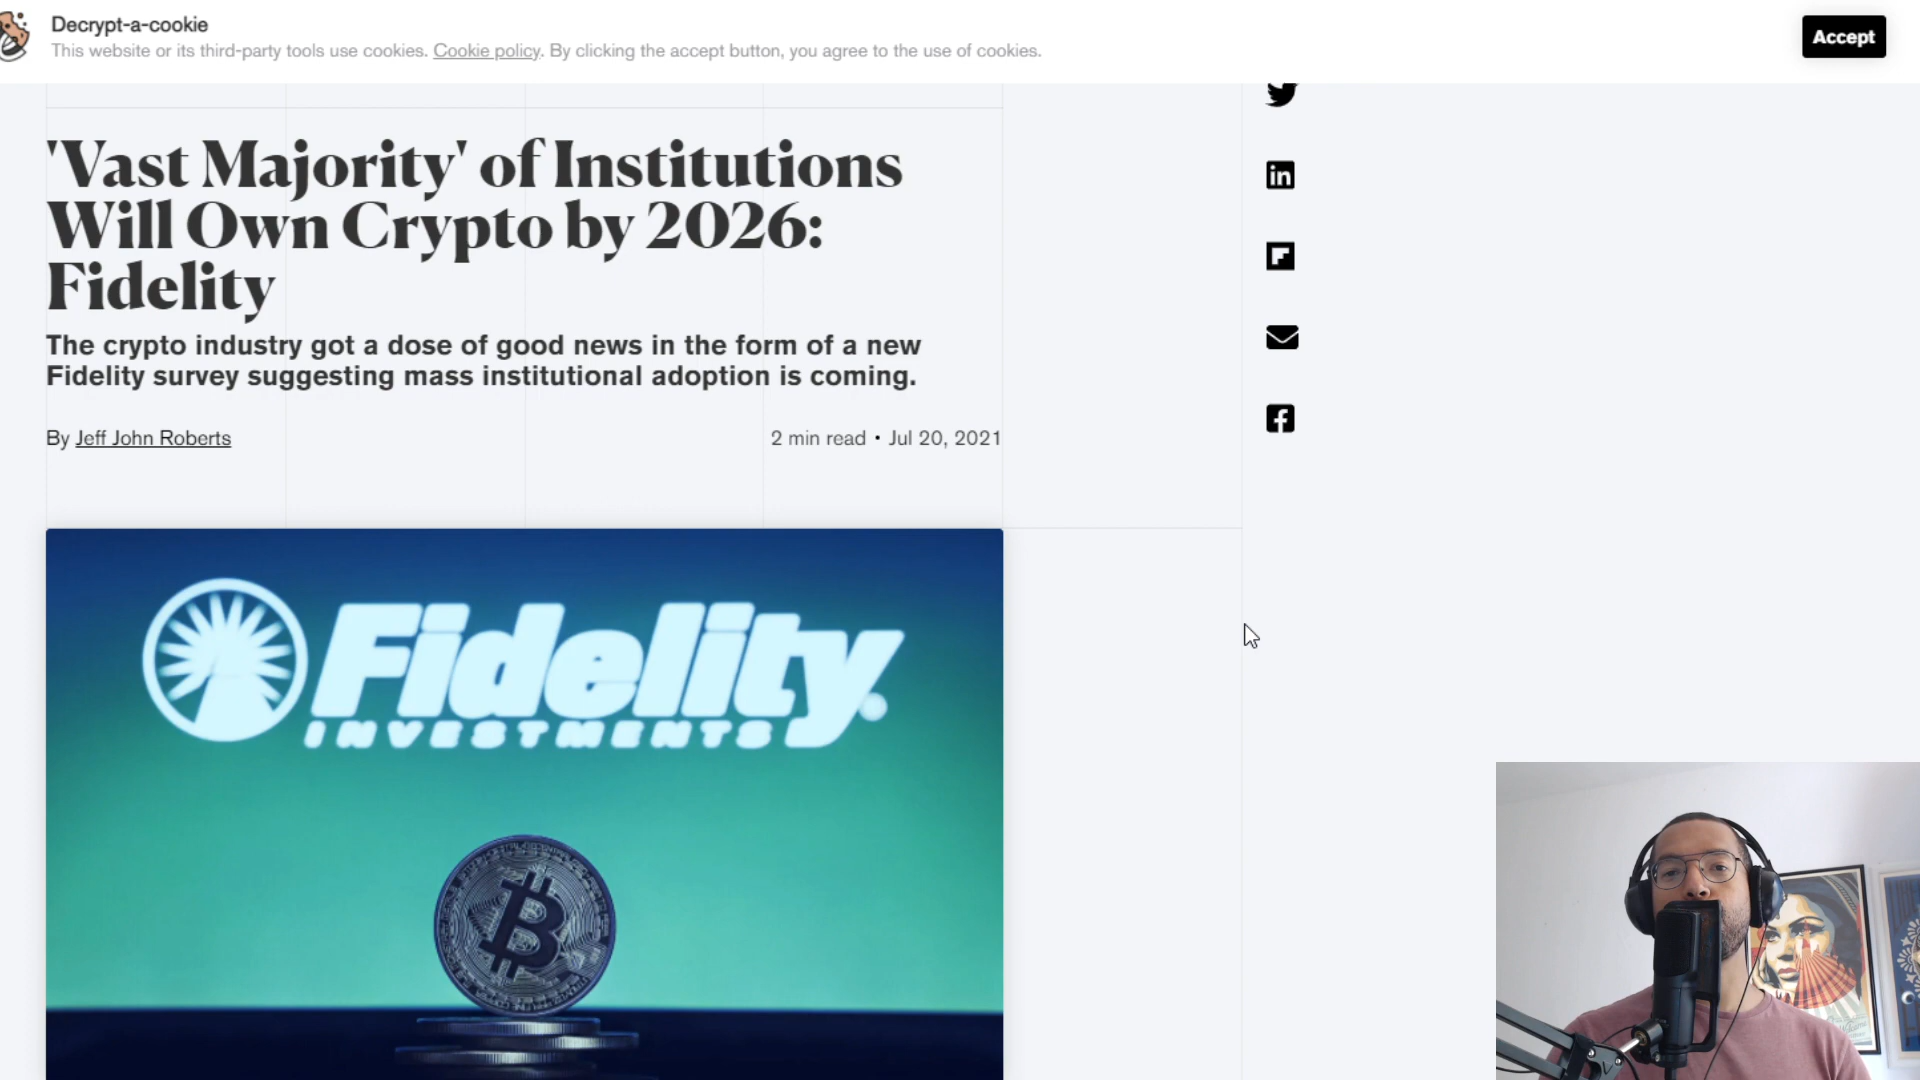 Decrypt-a-cookie
This website or its third-party tools use cookies. Cookie policy. By clicking the accept button, you agree to the use of cookies.
Accept
'Vast Majority' of Institutions
Will Own Crypto by 2026:
Fidelity
The crypto industry got a dose of good news in the form of a new
Fidelity survey suggesting mass institutional adoption is coming.
By Jeff John Roberts
2 min read • Jul 20, 2021
Fidelity
INVESTMENTS